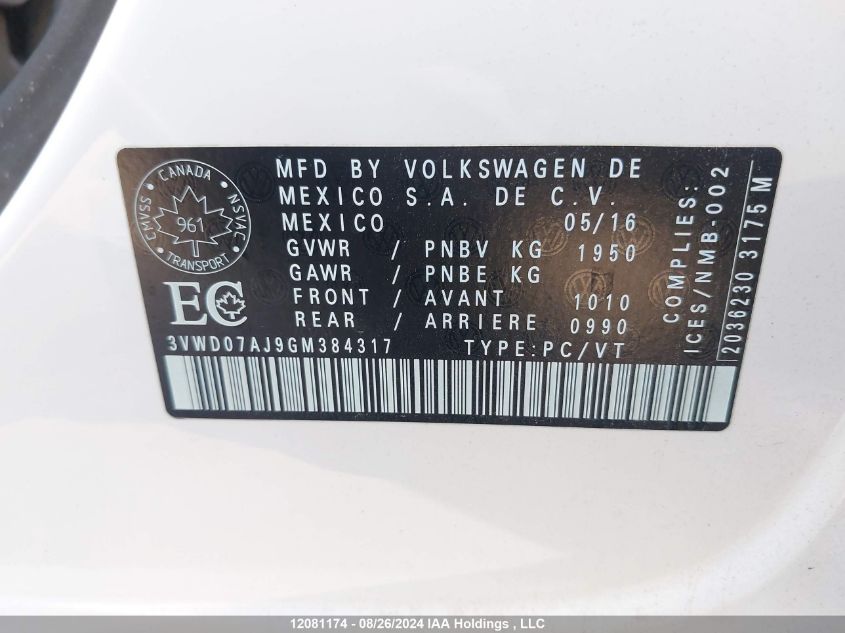 CANADA
CMVSS NSVAC
961
TRANSPORT
EC
MFD BY VOLKSWAGEN DE
MEXICO S.A. DE C.V.
MEXICO 05/16
GVWR / PNBV KG 1950
GAWR / PNBE KG
FRONT / AVANT 1010
REAR / ARRIERE 0990
3VWD07AJ9GM384317 TYPE:PC/VT
COMPLIES:
ICES/NMB-002
2036230 3175 M
12081174 - 08/26/2024 IAA Holdings , LLC